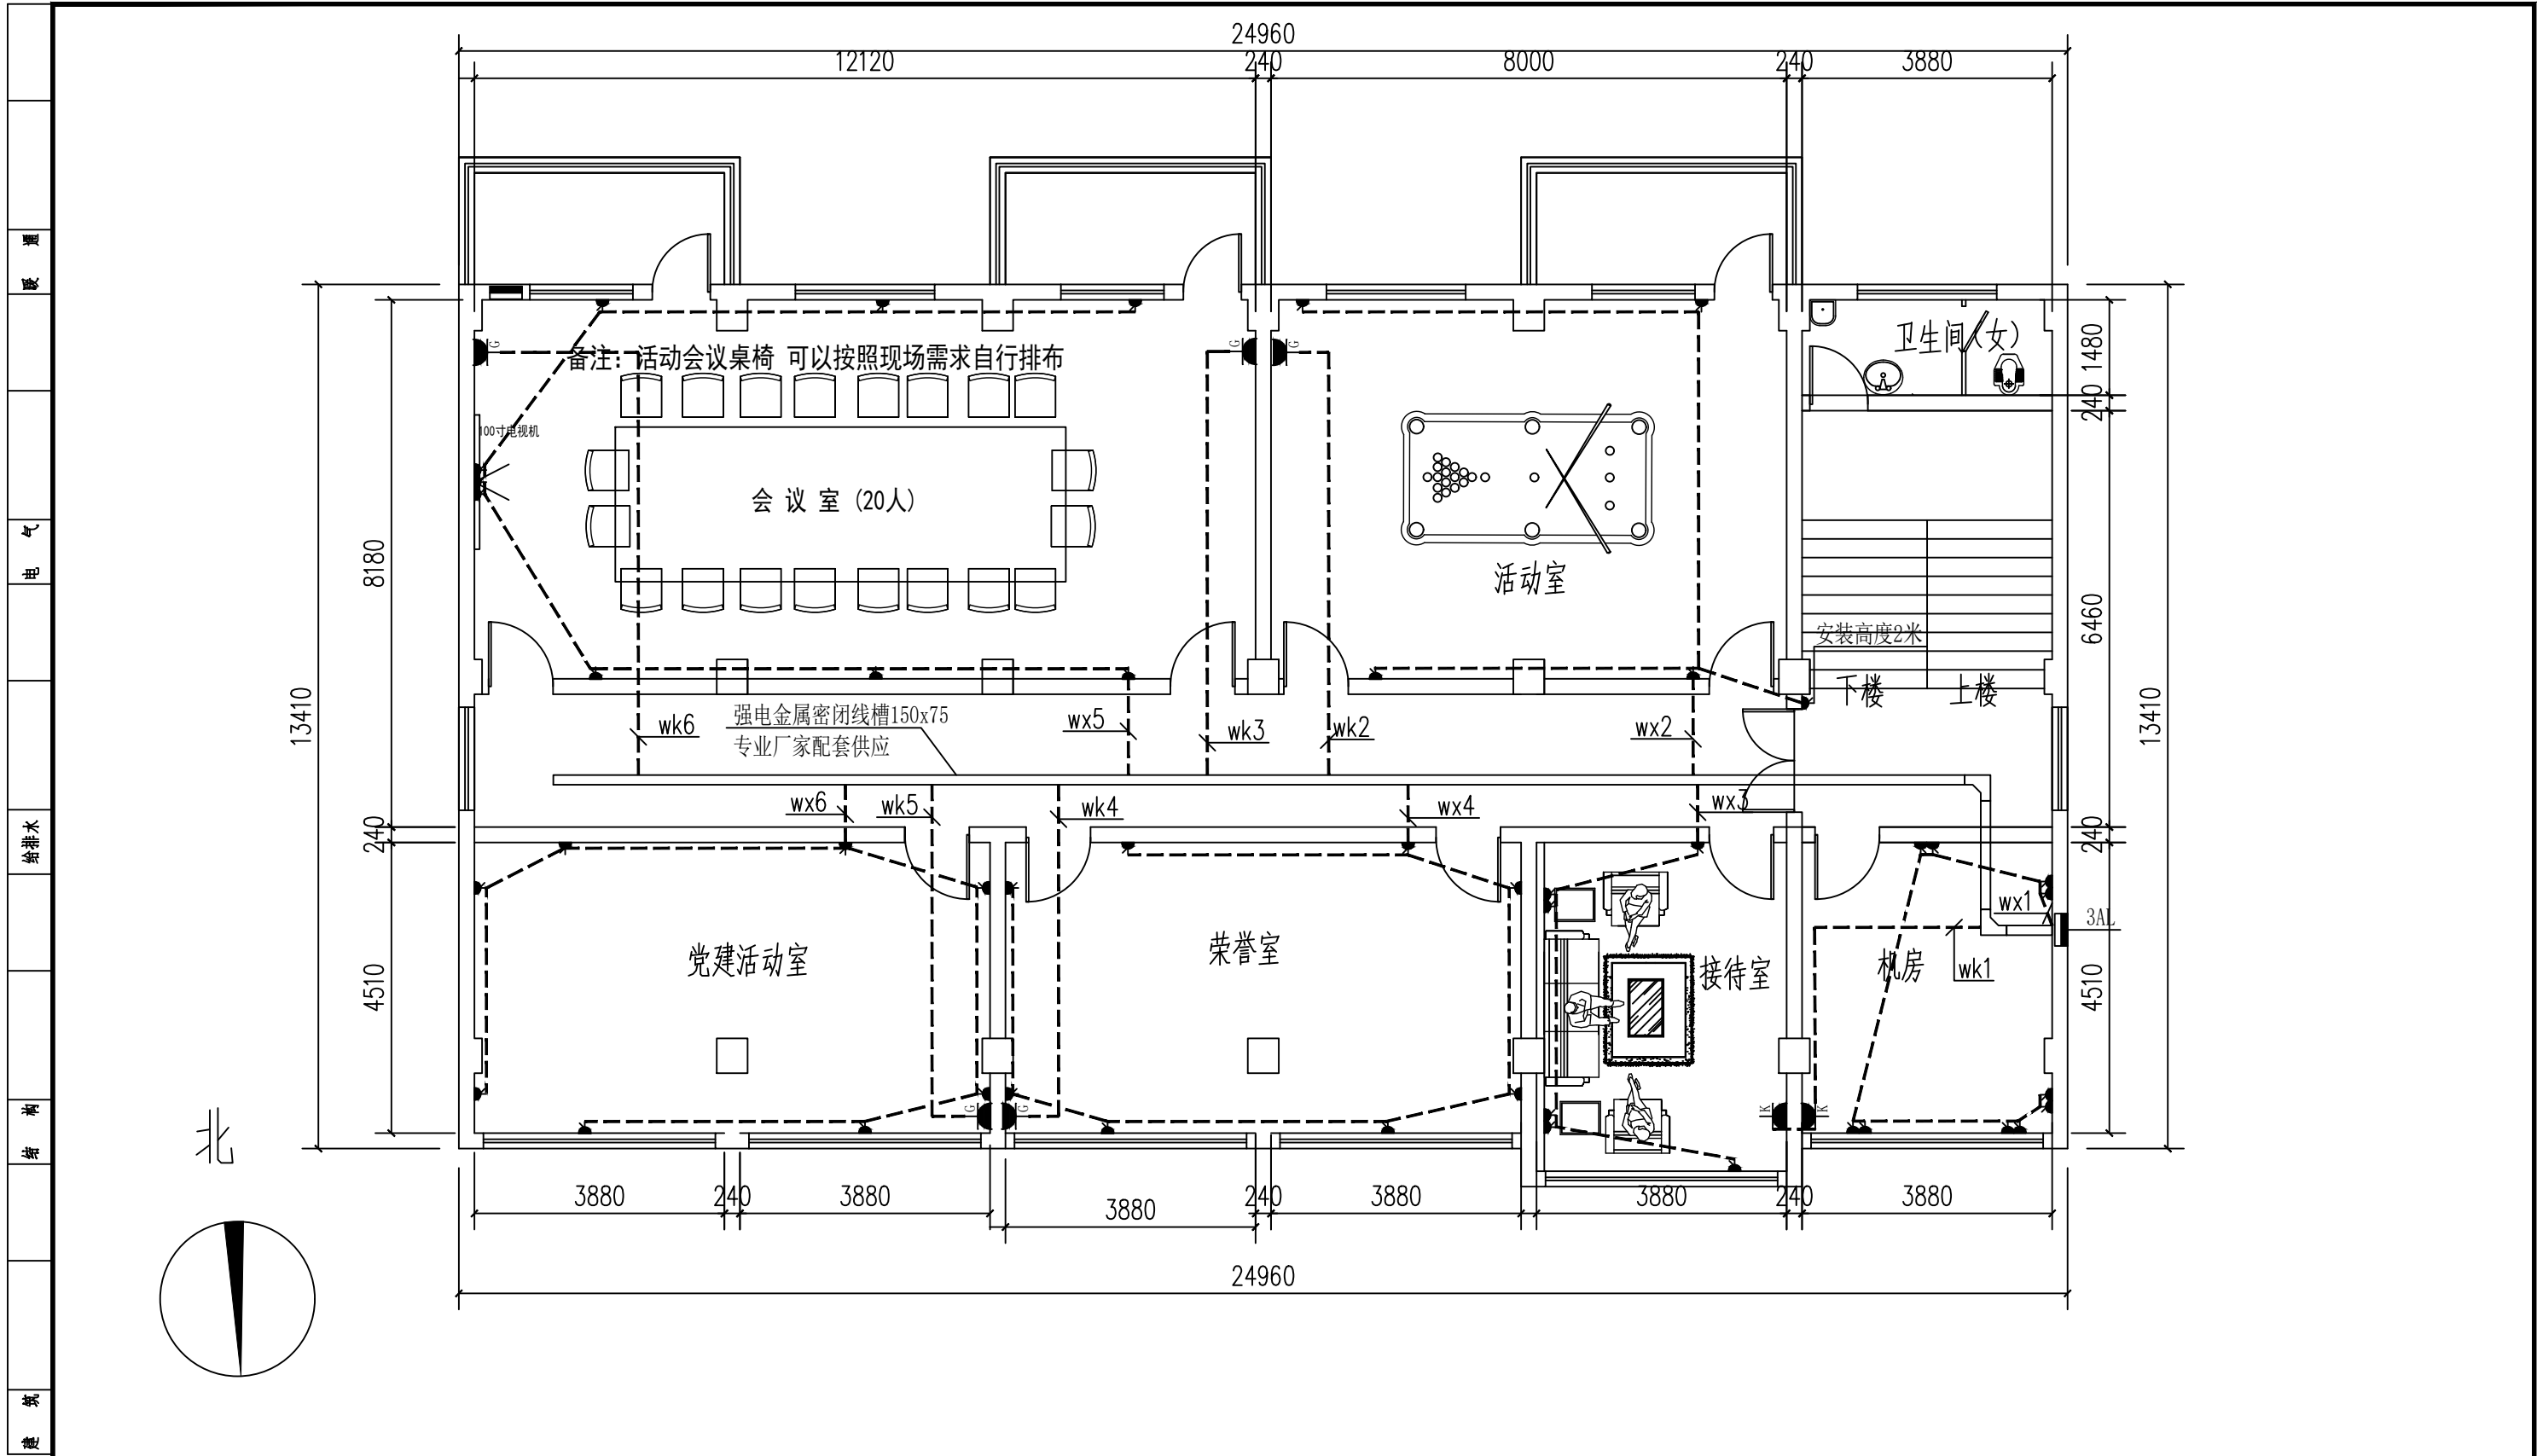 24960
12120
240
8000
240
3880
暖 通
电 气
给排水
结 构
建 筑
卫生间(女)
G
G
G
备注: 活动会议桌椅 可以按照现场需求自行排布
100寸电视机
会 议 室 (20人)
活动室
13410
8180
240
4510
1480
240
6460
240
4510
13410
安装高度2米
下楼
上楼
强电金属密闭线槽150x75
专业厂家配套供应
wk6
wx5
wk3
wk2
wx2
wx6
wk5
wk4
wx4
wx3
wx1
3AL
wk1
党建活动室
荣誉室
接待室
机房
G
G
K
K
北
3880
240
3880
3880
240
3880
3880
240
3880
24960